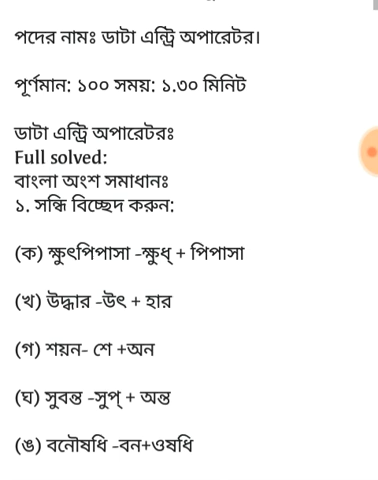 পদের নামঃ ডাটা এন্ট্রি অপারেটর।
পূর্ণমান: ১০০ সময়: ১.৩০ মিনিট
ডাটা এন্ট্রি অপারেটরঃ
Full solved:
বাংলা অংশ সমাধানঃ
১. সন্ধি বিচ্ছেদ করুন:
(ক) ক্ষুৎপিপাসা -ক্ষুধ্ + পিপাসা
(খ) উদ্ধার -উৎ + হার
(গ) শয়ন- শে +অন
(ঘ) সুবন্ত -সুপ্ + অন্ত
(ঙ) বনৌষধি -বন+ওষধি